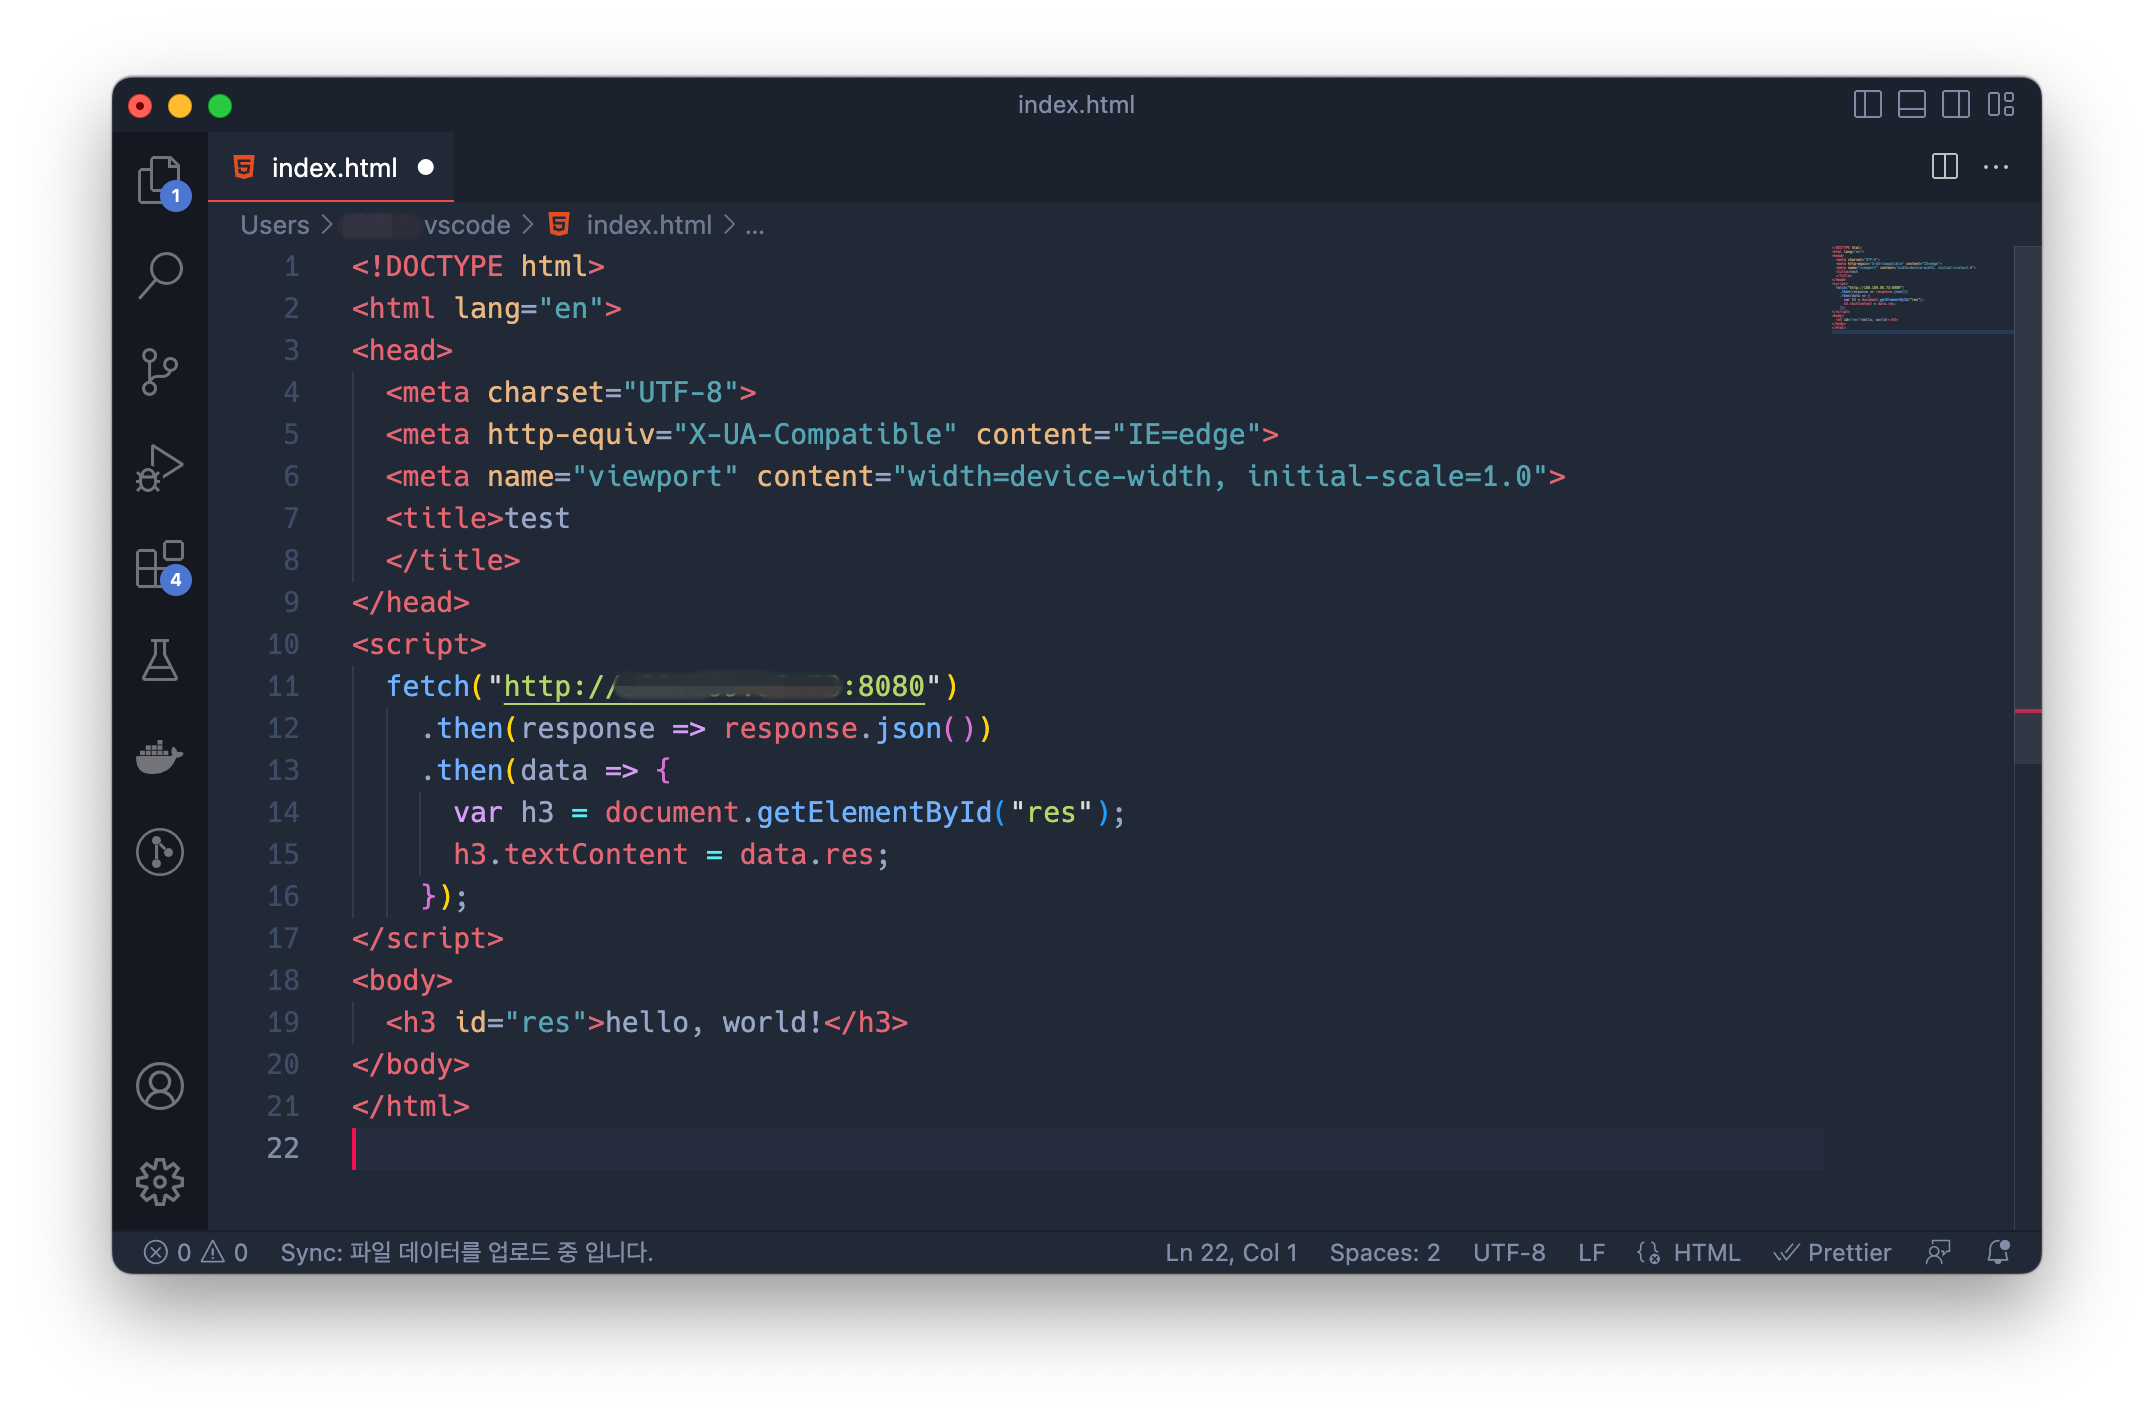 index.html
1
index.html
Users > vscode > index.html > ...
1 <!DOCTYPE html>
2 <html lang="en">
3 <head>
4   <meta charset="UTF-8">
5   <meta http-equiv="X-UA-Compatible" content="IE=edge">
6   <meta name="viewport" content="width=device-width, initial-scale=1.0">
7   <title>test
8   </title>
9 </head>
10 <script>
11   fetch("http://:8080")
12     .then(response => response.json())
13     .then(data => {
14       var h3 = document.getElementById("res");
15       h3.textContent = data.res;
16     });
17 </script>
18 <body>
19   <h3 id="res">hello, world!</h3>
20 </body>
21 </html>
22
4
0 0 Sync: 파일 데이터를 업로드 중 입니다. Ln 22, Col 1 Spaces: 2 UTF-8 LF HTML Prettier